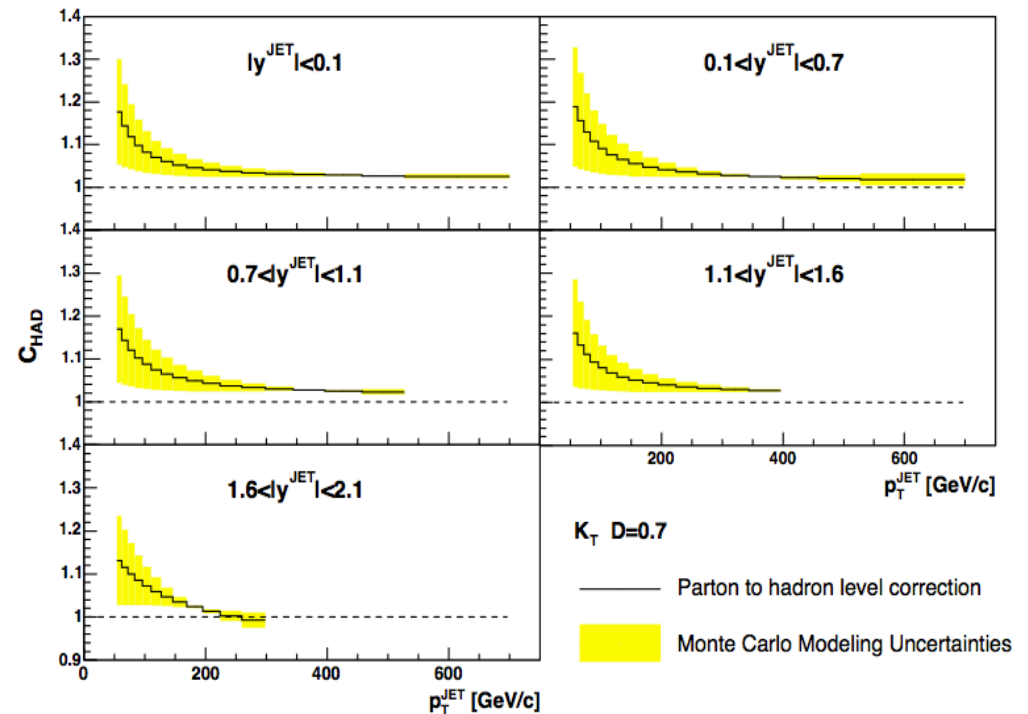 1.4
1.3
1.2
1.1
1
|y^JET|<0.1
0.1<|y^JET|<0.7
1.4
1.3
1.2
1.1
1
C_HAD
0.7<|y^JET|<1.1
1.1<|y^JET|<1.6
200 400 600
p_T^JET [GeV/c]
1.4
1.3
1.2
1.1
1
0.9
1.6<|y^JET|<2.1
0 200 400 600
p_T^JET [GeV/c]
K_T D=0.7
Parton to hadron level correction
Monte Carlo Modeling Uncertainties